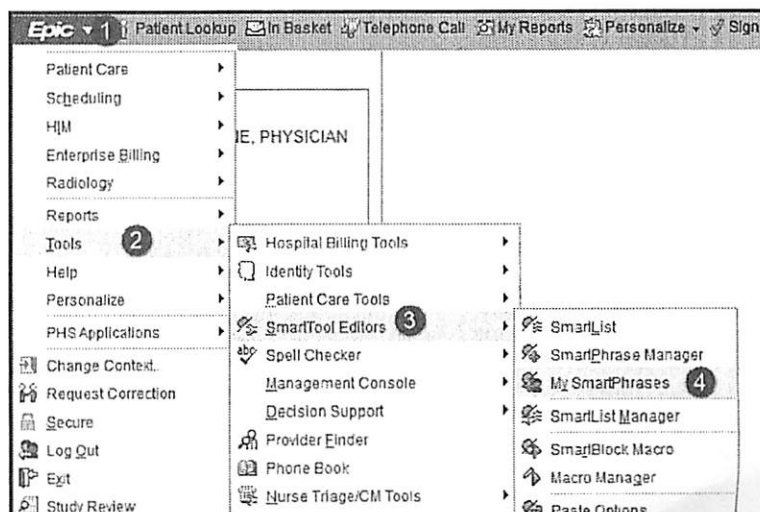 Epic 1 Patient Lookup In Basket Telephone Call My Reports Personalize Sign
Patient Care
Scheduling
HIM
Enterprise Billing
Radiology
Reports
Tools 2
Help
Personalize
PHS Applications
Change Context..
Request Correction
Secure
Log Out
Exit
Study Review
NE, PHYSICIAN
Hospital Billing Tools
Identity Tools
Patient Care Tools
SmartTool Editors 3
abc Spell Checker
Management Console
Decision Support
Provider Finder
Phone Book
Nurse Triage/CM Tools
SmartList
SmartPhrase Manager
My SmartPhrases 4
SmartList Manager
SmartBlock Macro
Macro Manager
Paste Options